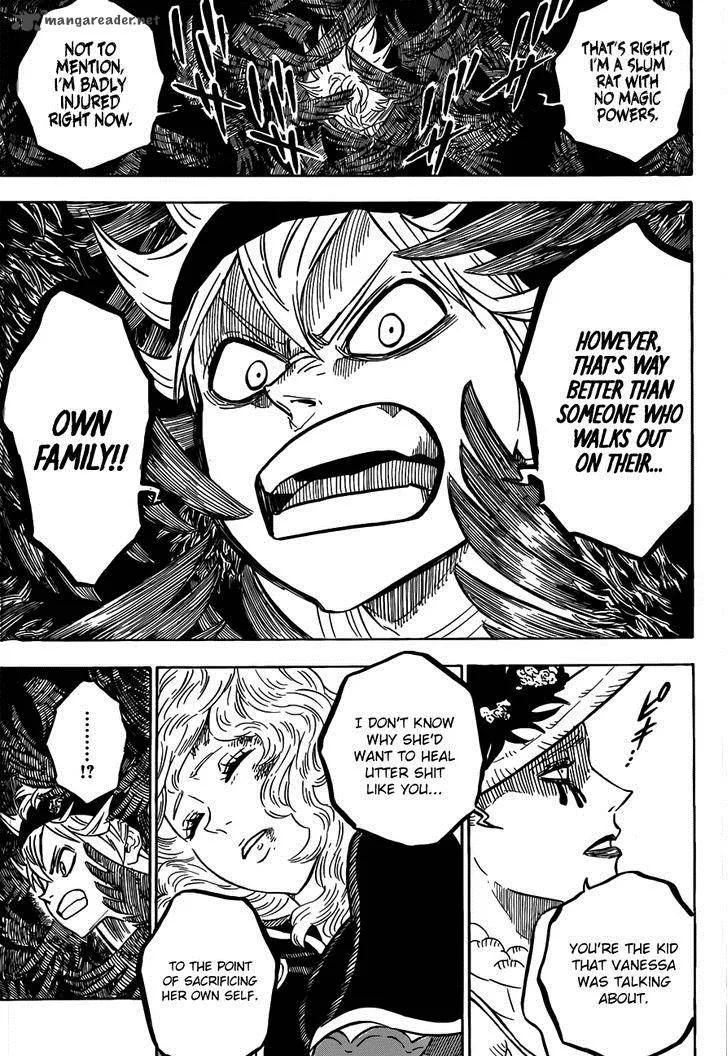 mangareader.net
THAT'S RIGHT,
I'M A SLUM
RAT WITH
NO MAGIC
POWERS.
NOT TO
MENTION,
I'M BADLY
INJURED
RIGHT NOW.
HOWEVER,
THAT'S WAY
BETTER THAN
SOMEONE WHO
WALKS OUT
ON THEIR...
OWN
FAMILY!!
YOU'RE THE KID
THAT VANESSA
WAS TALKING
ABOUT.
I DON'T KNOW
WHY SHE'D
WANT TO HEAL
UTTER SHIT
LIKE YOU...
TO THE POINT
OF SACRIFICING
HER OWN SELF.
.........
!?